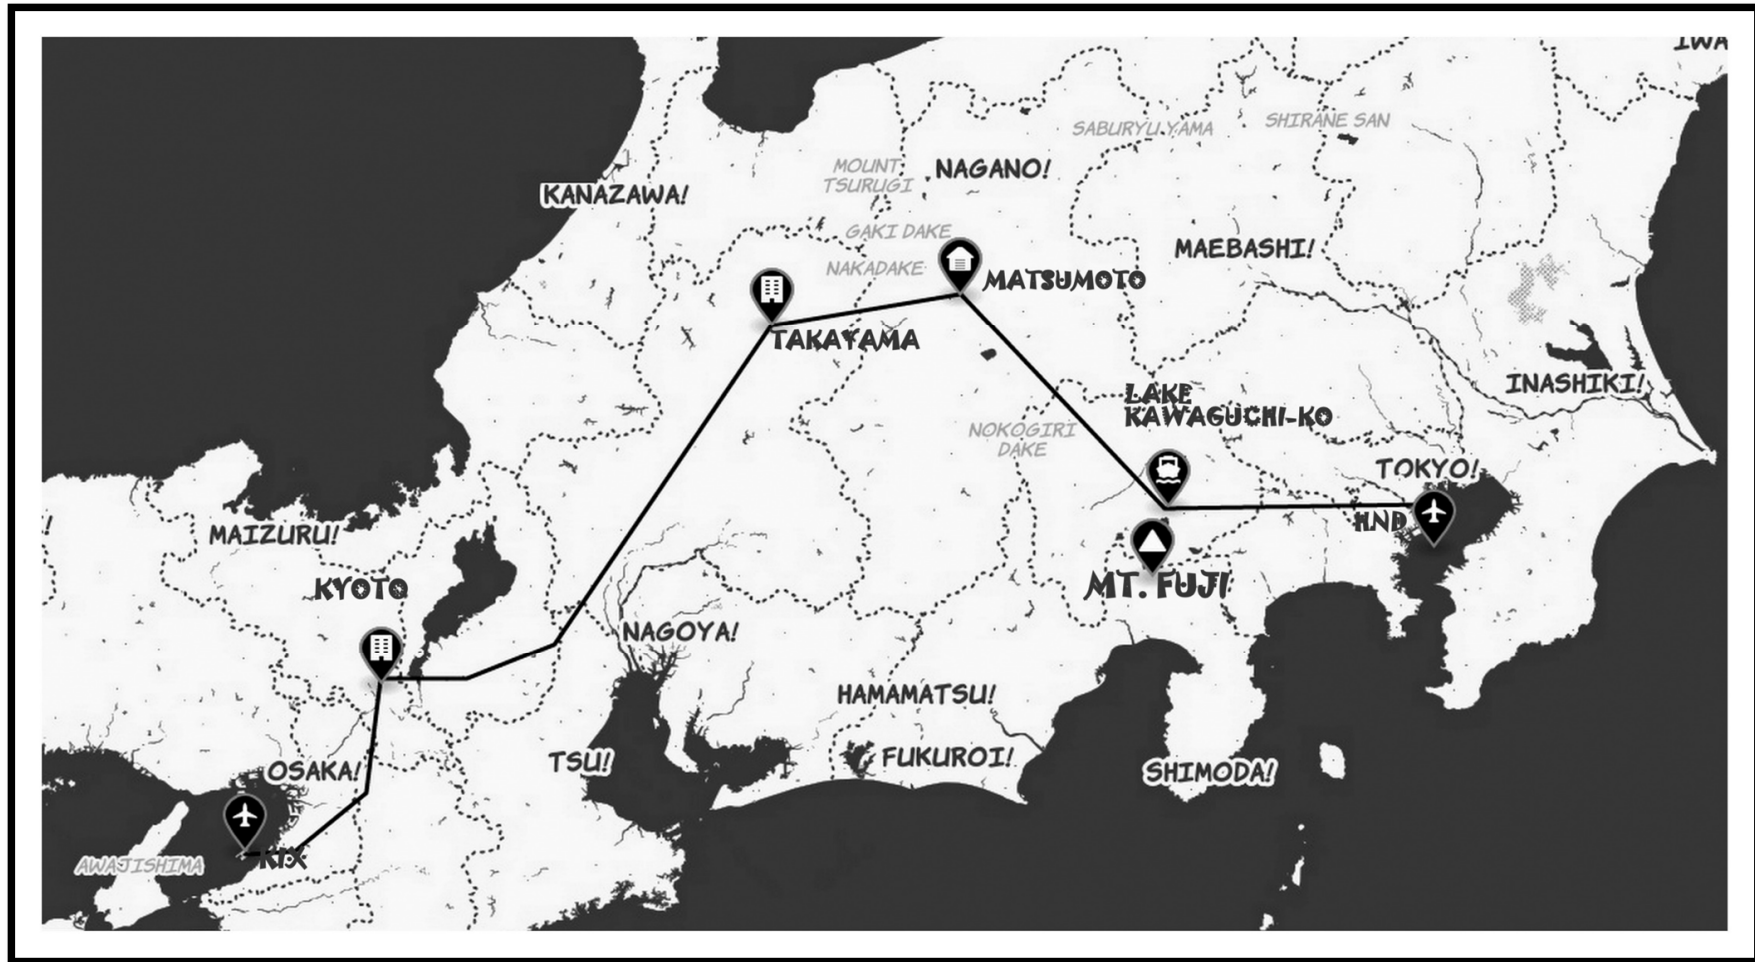 IWA
SABURYU YAMA
SHIRANE SAN
MOUNT
TSURUGI
NAGANO!
KANAZAWA!
GAKI DAKE
MAEBASHI!
NAKADAKE
MATSUMOTO
TAKAYAMA
INASHIKI!
LAKE
KAWAGUCHI-KO
NOKOGIRI
DAKE
TOKYO!
HND
MAIZURU!
KYOTO
MT. FUJI
NAGOYA!
HAMAMATSU!
TSU!
FUKUROI!
OSAKA!
SHIMODA!
KIX
AWAJISHIMA